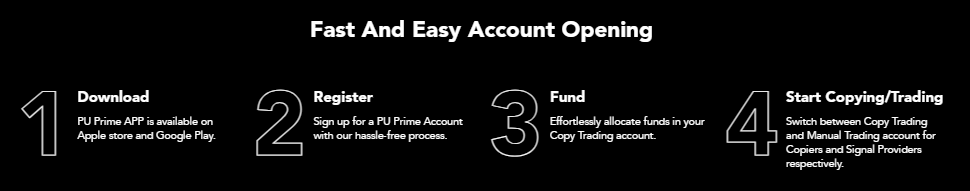 Fast And Easy Account Opening
1
Download
PU Prime APP is available on
Apple store and Google Play.
2
Register
Sign up for a PU Prime Account
with our hassle-free process.
3
Fund
Effortlessly allocate funds in your
Copy Trading account.
4
Start Copying/Trading
Switch between Copy Trading
and Manual Trading account for
Copiers and Signal Providers
respectively.